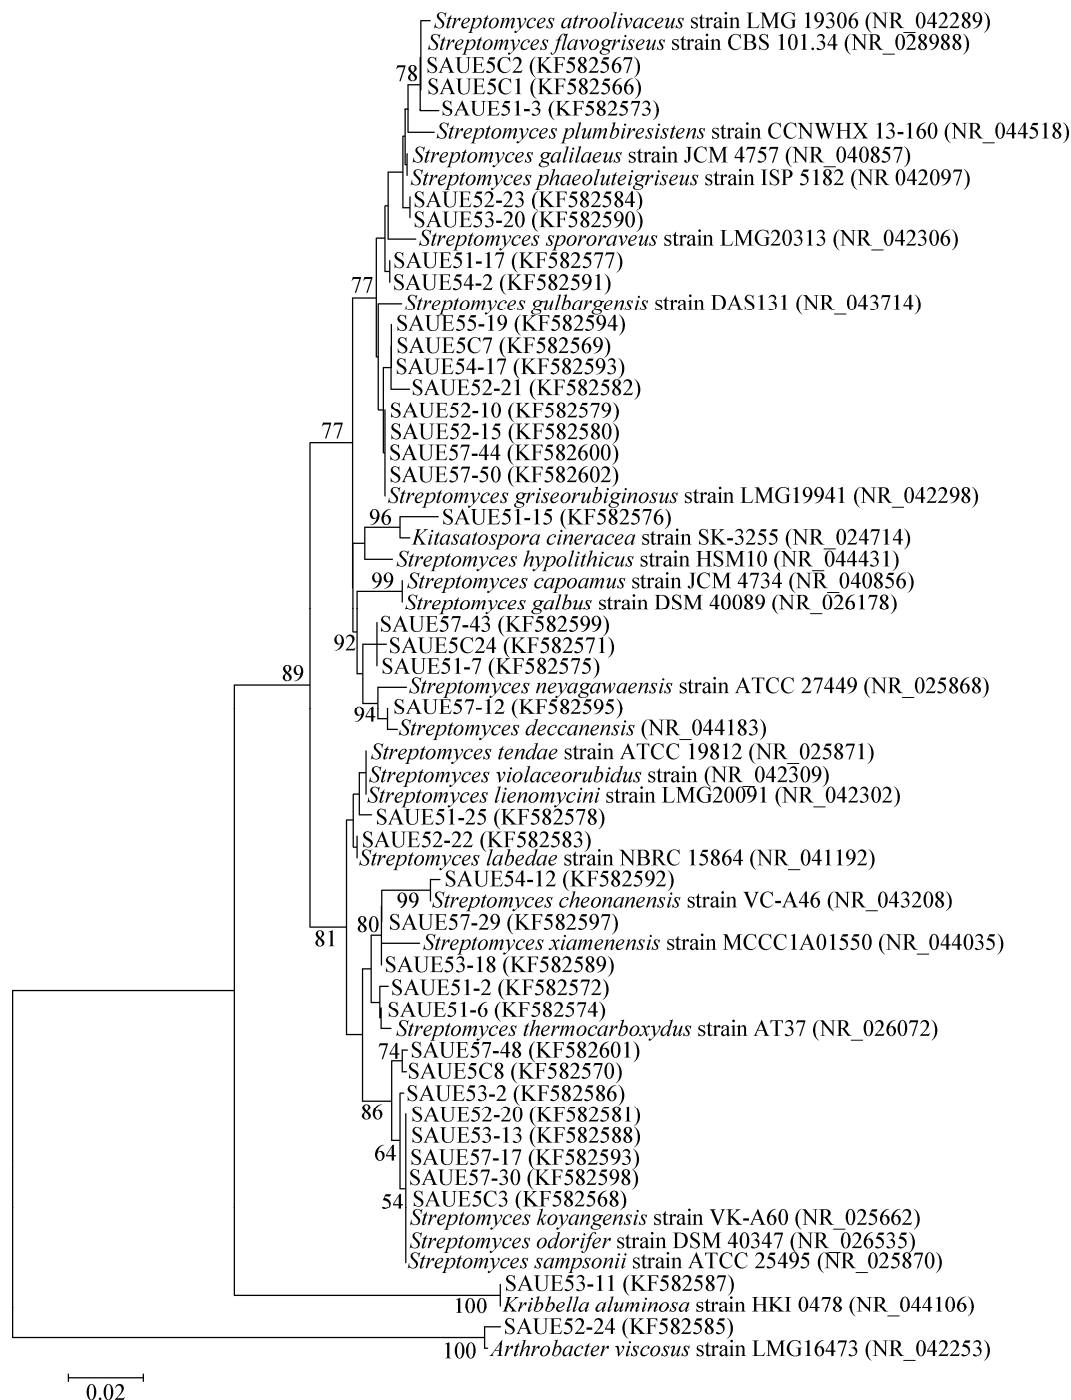 Streptomyces atroolivaceus strain LMG 19306 (NR_042289)
Streptomyces flavogriseus strain CBS 101.34 (NR_028988)
78
SAUE5C2 (KF582567)
SAUE5C1 (KF582566)
SAUE51-3 (KF582573)
Streptomyces plumbiresistens strain CCNWHX 13-160 (NR_044518)
Streptomyces galilaeus strain JCM 4757 (NR_040857)
Streptomyces phaeoluteigriseus strain ISP 5182 (NR 042097)
SAUE52-23 (KF582584)
SAUE53-20 (KF582590)
Streptomyces spororaveus strain LMG20313 (NR_042306)
SAUE51-17 (KF582577)
SAUE54-2 (KF582591)
77
Streptomyces gulbargensis strain DAS131 (NR_043714)
SAUE55-19 (KF582594)
SAUE5C7 (KF582569)
SAUE54-17 (KF582593)
SAUE52-21 (KF582582)
SAUE52-10 (KF582579)
77
SAUE52-15 (KF582580)
SAUE57-44 (KF582600)
SAUE57-50 (KF582602)
Streptomyces griseorubiginosus strain LMG19941 (NR_042298)
96
SAUE51-15 (KF582576)
Kitasatospora cineracea strain SK-3255 (NR_024714)
Streptomyces hypolithicus strain HSM10 (NR_044431)
99
Streptomyces capoamus strain JCM 4734 (NR_040856)
Streptomyces galbus strain DSM 40089 (NR_026178)
SAUE57-43 (KF582599)
92
SAUE5C24 (KF582571)
SAUE51-7 (KF582575)
89
Streptomyces neyagawaensis strain ATCC 27449 (NR_025868)
SAUE57-12 (KF582595)
94
Streptomyces deccanensis (NR_044183)
Streptomyces tendae strain ATCC 19812 (NR_025871)
Streptomyces violaceorubidus strain (NR_042309)
Streptomyces lienomycini strain LMG20091 (NR_042302)
SAUE51-25 (KF582578)
SAUE52-22 (KF582583)
Streptomyces labedae strain NBRC 15864 (NR_041192)
SAUE54-12 (KF582592)
99
Streptomyces cheonanensis strain VC-A46 (NR_043208)
80
SAUE57-29 (KF582597)
81
Streptomyces xiamenensis strain MCCC1A01550 (NR_044035)
SAUE53-18 (KF582589)
SAUE51-2 (KF582572)
SAUE51-6 (KF582574)
Streptomyces thermocarboxydus strain AT37 (NR_026072)
74
SAUE57-48 (KF582601)
SAUE5C8 (KF582570)
SAUE53-2 (KF582586)
86
SAUE52-20 (KF582581)
SAUE53-13 (KF582588)
64
SAUE57-17 (KF582593)
SAUE57-30 (KF582598)
54
SAUE5C3 (KF582568)
Streptomyces koyangensis strain VK-A60 (NR_025662)
Streptomyces odorifer strain DSM 40347 (NR_026535)
Streptomyces sampsonii strain ATCC 25495 (NR_025870)
SAUE53-11 (KF582587)
100
Kribbella aluminosa strain HKI 0478 (NR_044106)
SAUE52-24 (KF582585)
100
Arthrobacter viscosus strain LMG16473 (NR_042253)
0.02